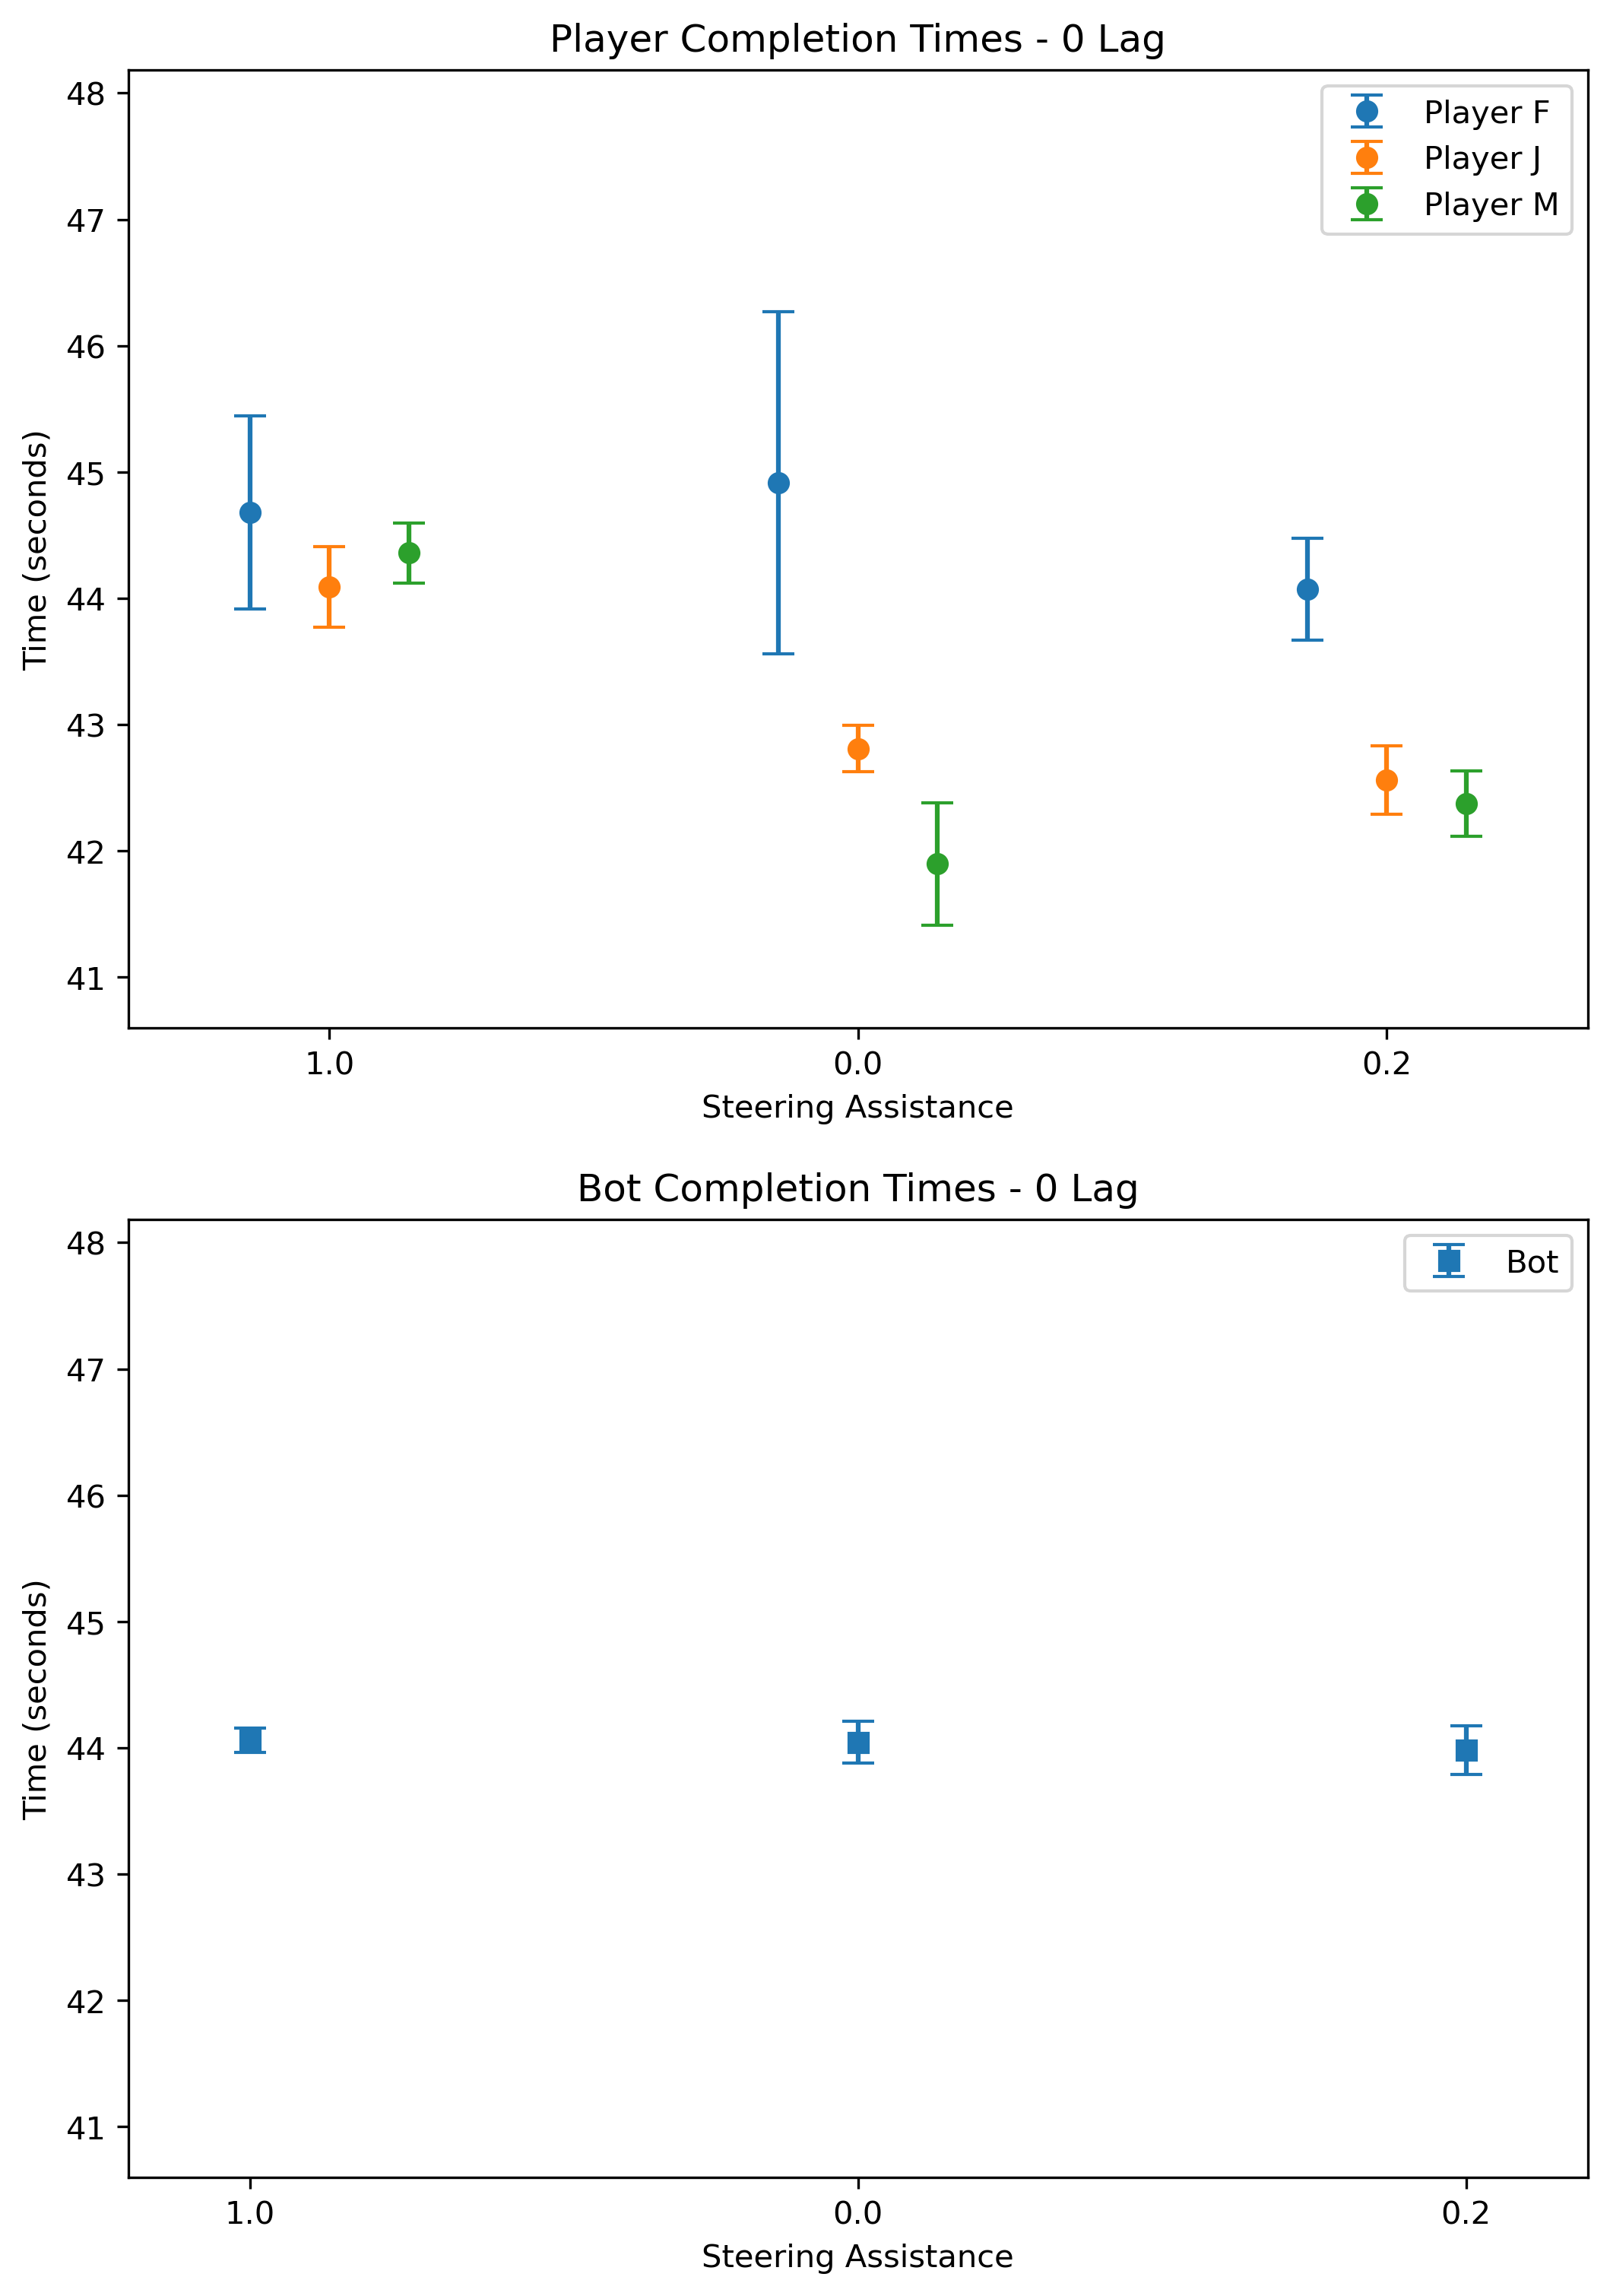 Player Completion Times - 0 Lag
48
47
46
45
44
43
42
41
Time (seconds)
Player F
Player J
Player M
1.0 0.0 0.2
Steering Assistance
Bot Completion Times - 0 Lag
48
47
46
45
44
43
42
41
Time (seconds)
Bot
1.0 0.0 0.2
Steering Assistance